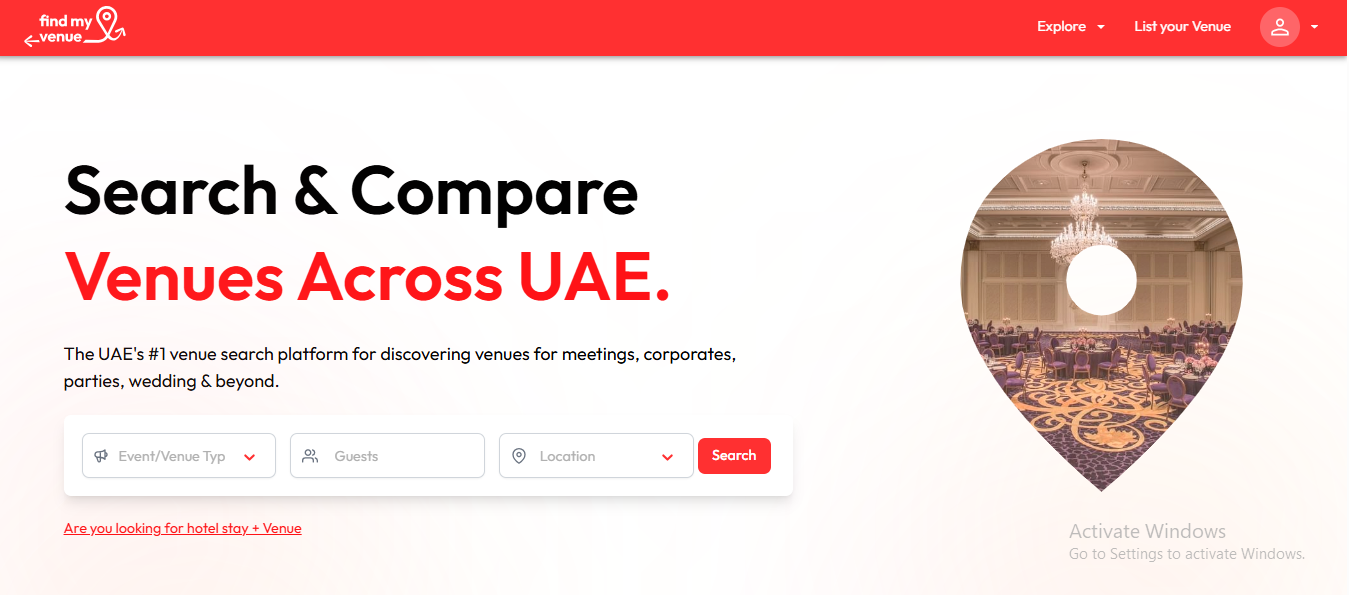 find my
venue
Explore
List your Venue
Search & Compare
Venues Across UAE.
The UAE's #1 venue search platform for discovering venues for meetings, corporates,
parties, wedding & beyond.
Event/Venue Typ
Guests
Location
Search
Are you looking for hotel stay + Venue
Activate Windows
Go to Settings to activate Windows.